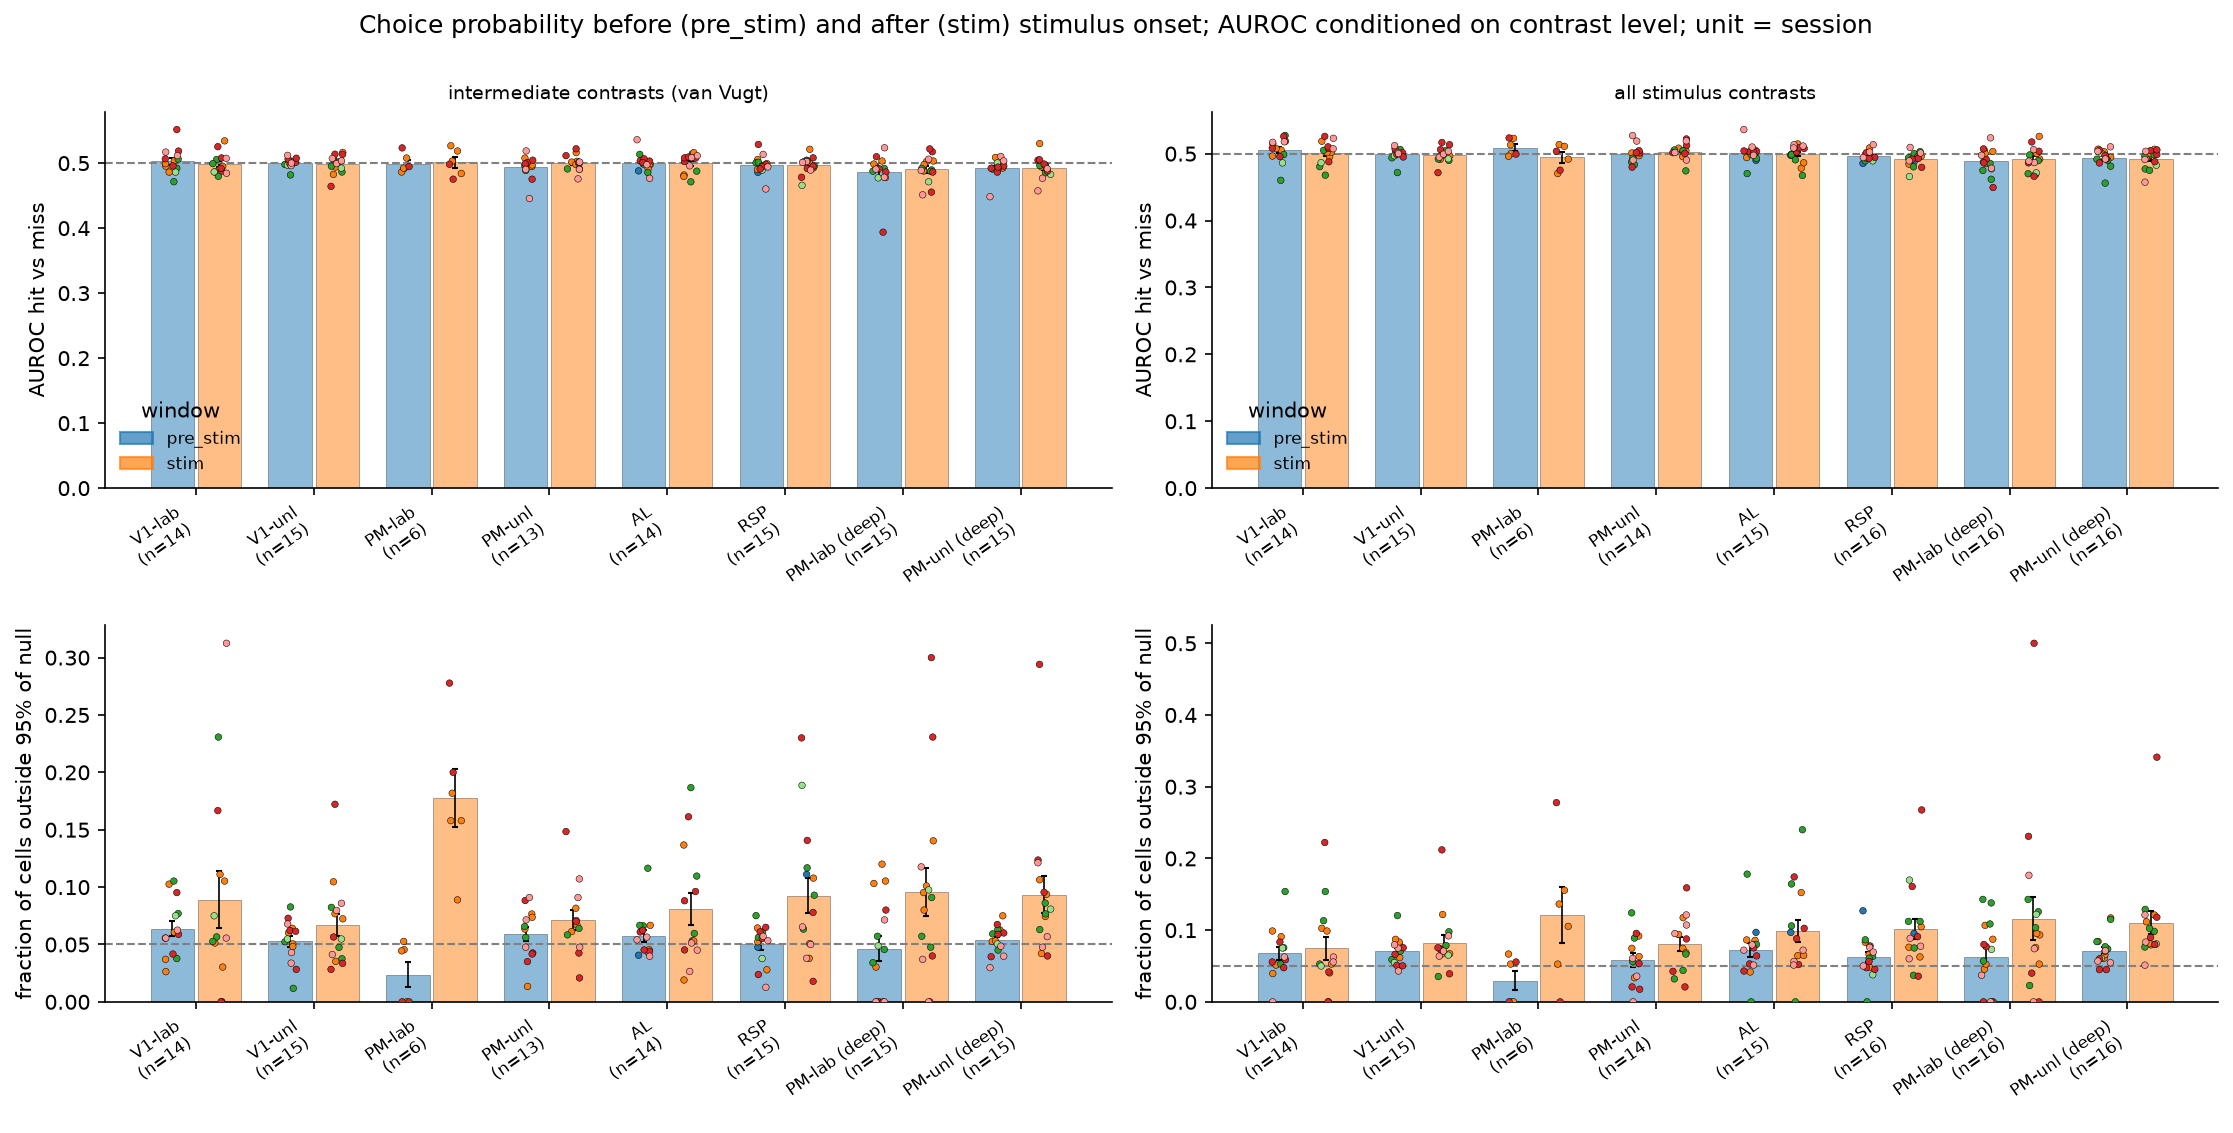 Choice probability before (pre_stim) and after (stim) stimulus onset; AUROC conditioned on contrast level; unit = session
intermediate contrasts (van Vugt)
AUROC hit vs miss
0.5
0.4
0.3
0.2
0.1
0.0
window
pre_stim
stim
V1-lab
(n=14)
V1-unl
(n=15)
PM-lab
(n=6)
PM-unl
(n=13)
AL
(n=14)
RSP
(n=15)
PM-lab (deep)
(n=15)
PM-unl (deep)
(n=15)
all stimulus contrasts
AUROC hit vs miss
0.5
0.4
0.3
0.2
0.1
0.0
window
pre_stim
stim
V1-lab
(n=14)
V1-unl
(n=15)
PM-lab
(n=6)
PM-unl
(n=14)
AL
(n=15)
RSP
(n=16)
PM-lab (deep)
(n=16)
PM-unl (deep)
(n=16)
fraction of cells outside 95% of null
0.30
0.25
0.20
0.15
0.10
0.05
0.00
V1-lab
(n=14)
V1-unl
(n=15)
PM-lab
(n=6)
PM-unl
(n=13)
AL
(n=14)
RSP
(n=15)
PM-lab (deep)
(n=15)
PM-unl (deep)
(n=15)
fraction of cells outside 95% of null
0.5
0.4
0.3
0.2
0.1
0.0
V1-lab
(n=14)
V1-unl
(n=15)
PM-lab
(n=6)
PM-unl
(n=14)
AL
(n=15)
RSP
(n=16)
PM-lab (deep)
(n=16)
PM-unl (deep)
(n=16)